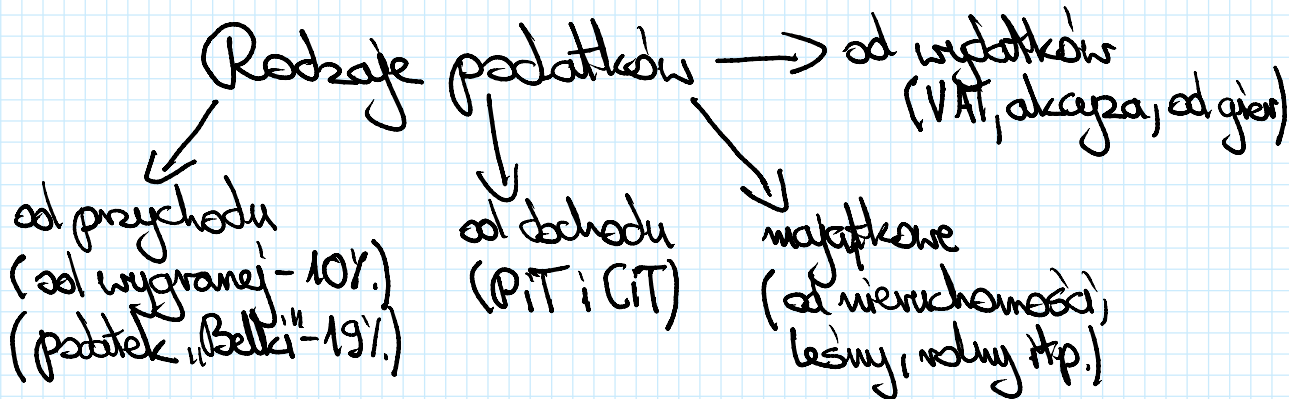 Rodzaje podatków
od wydatków
(VAT, akcyza, od gier)
od przychodu
(od wygranej - 10%)
(podatek „Belki” - 19%)
od dochodu
(PiT i CiT)
majątkowe
(od nieruchomości,
leśny, rolny itp.)